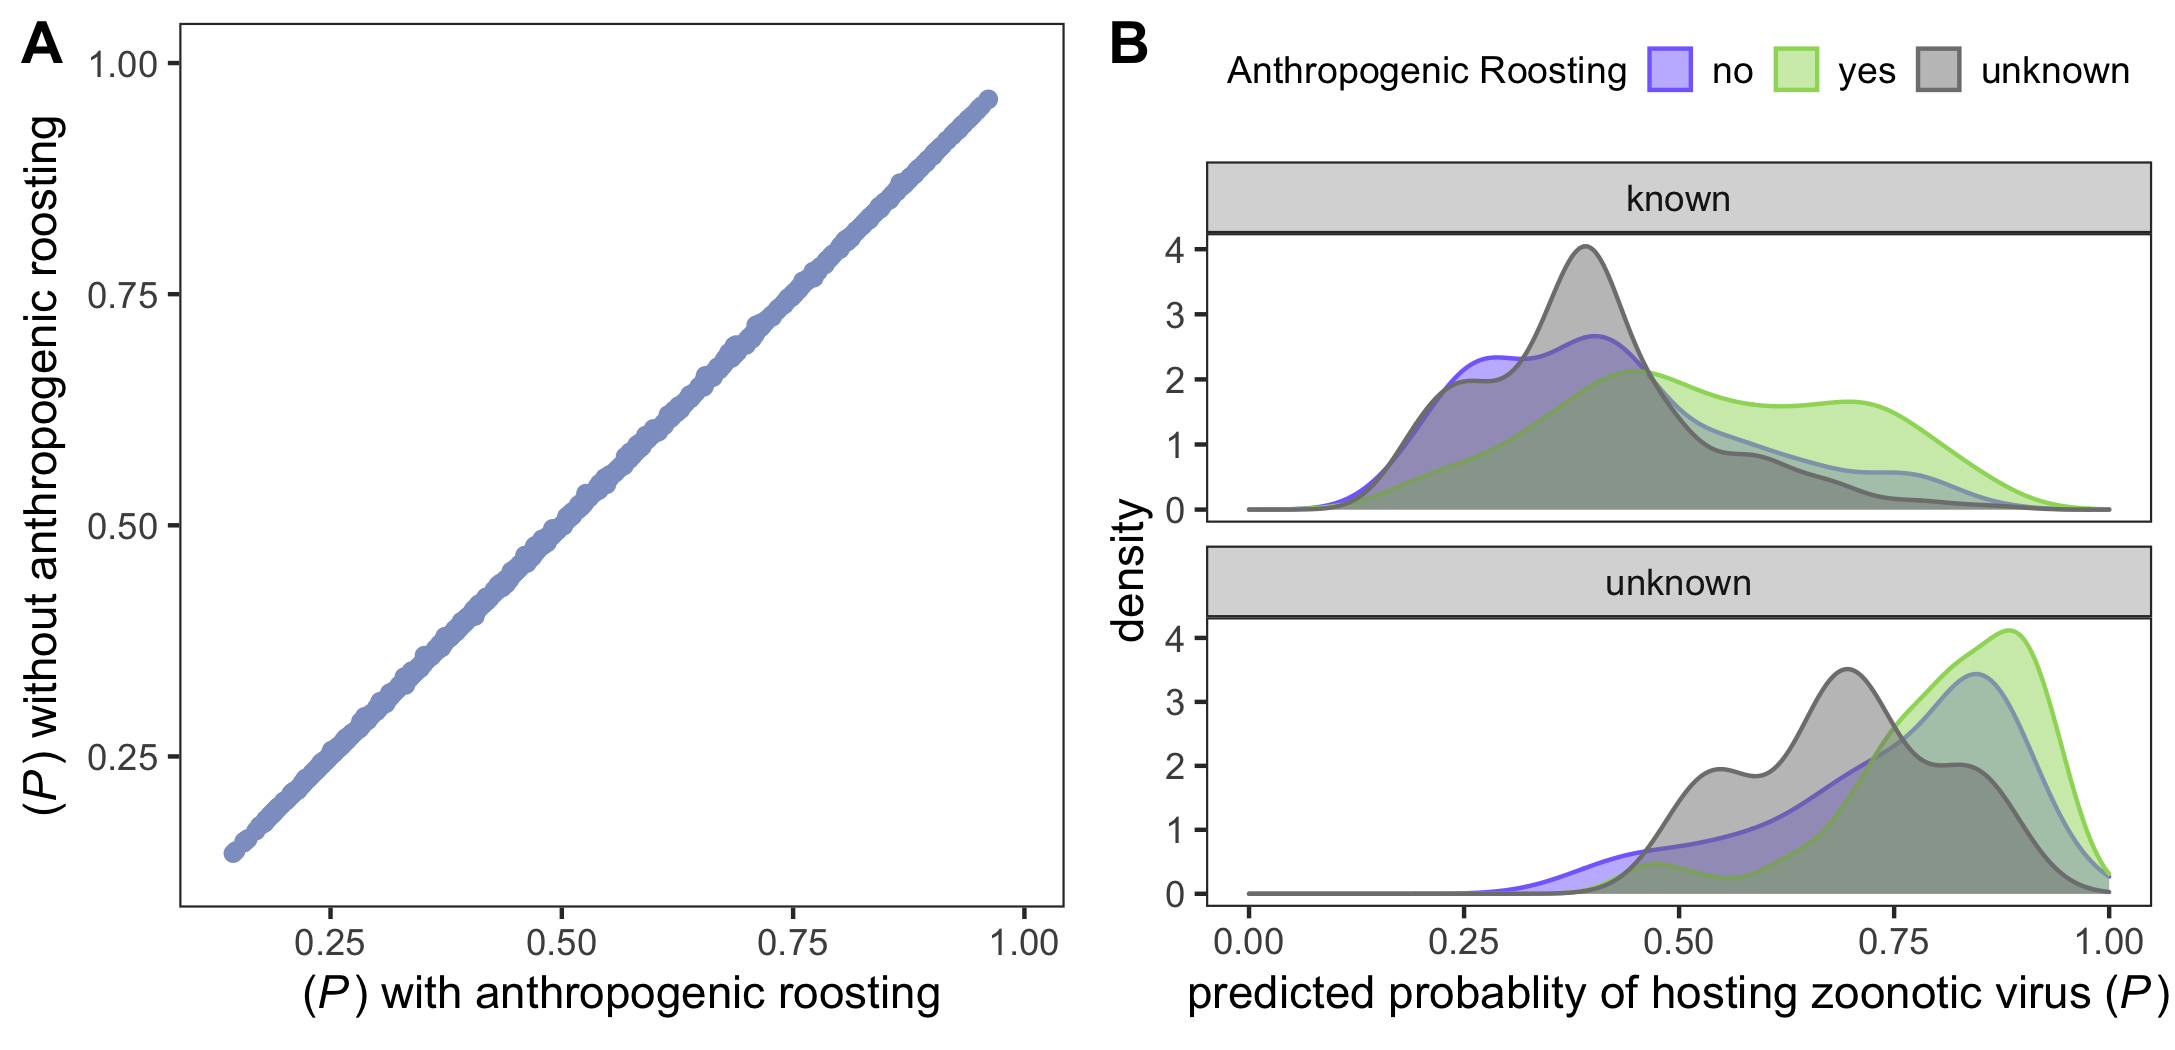 A
1.00
0.75
0.50
0.25
(P) without anthropogenic roosting
0.25 0.50 0.75 1.00
(P) with anthropogenic roosting
B
Anthropogenic Roosting no yes unknown
known
4
3
2
1
0
density
unknown
4
3
2
1
0
0.00 0.25 0.50 0.75 1.00
predicted probablity of hosting zoonotic virus (P)